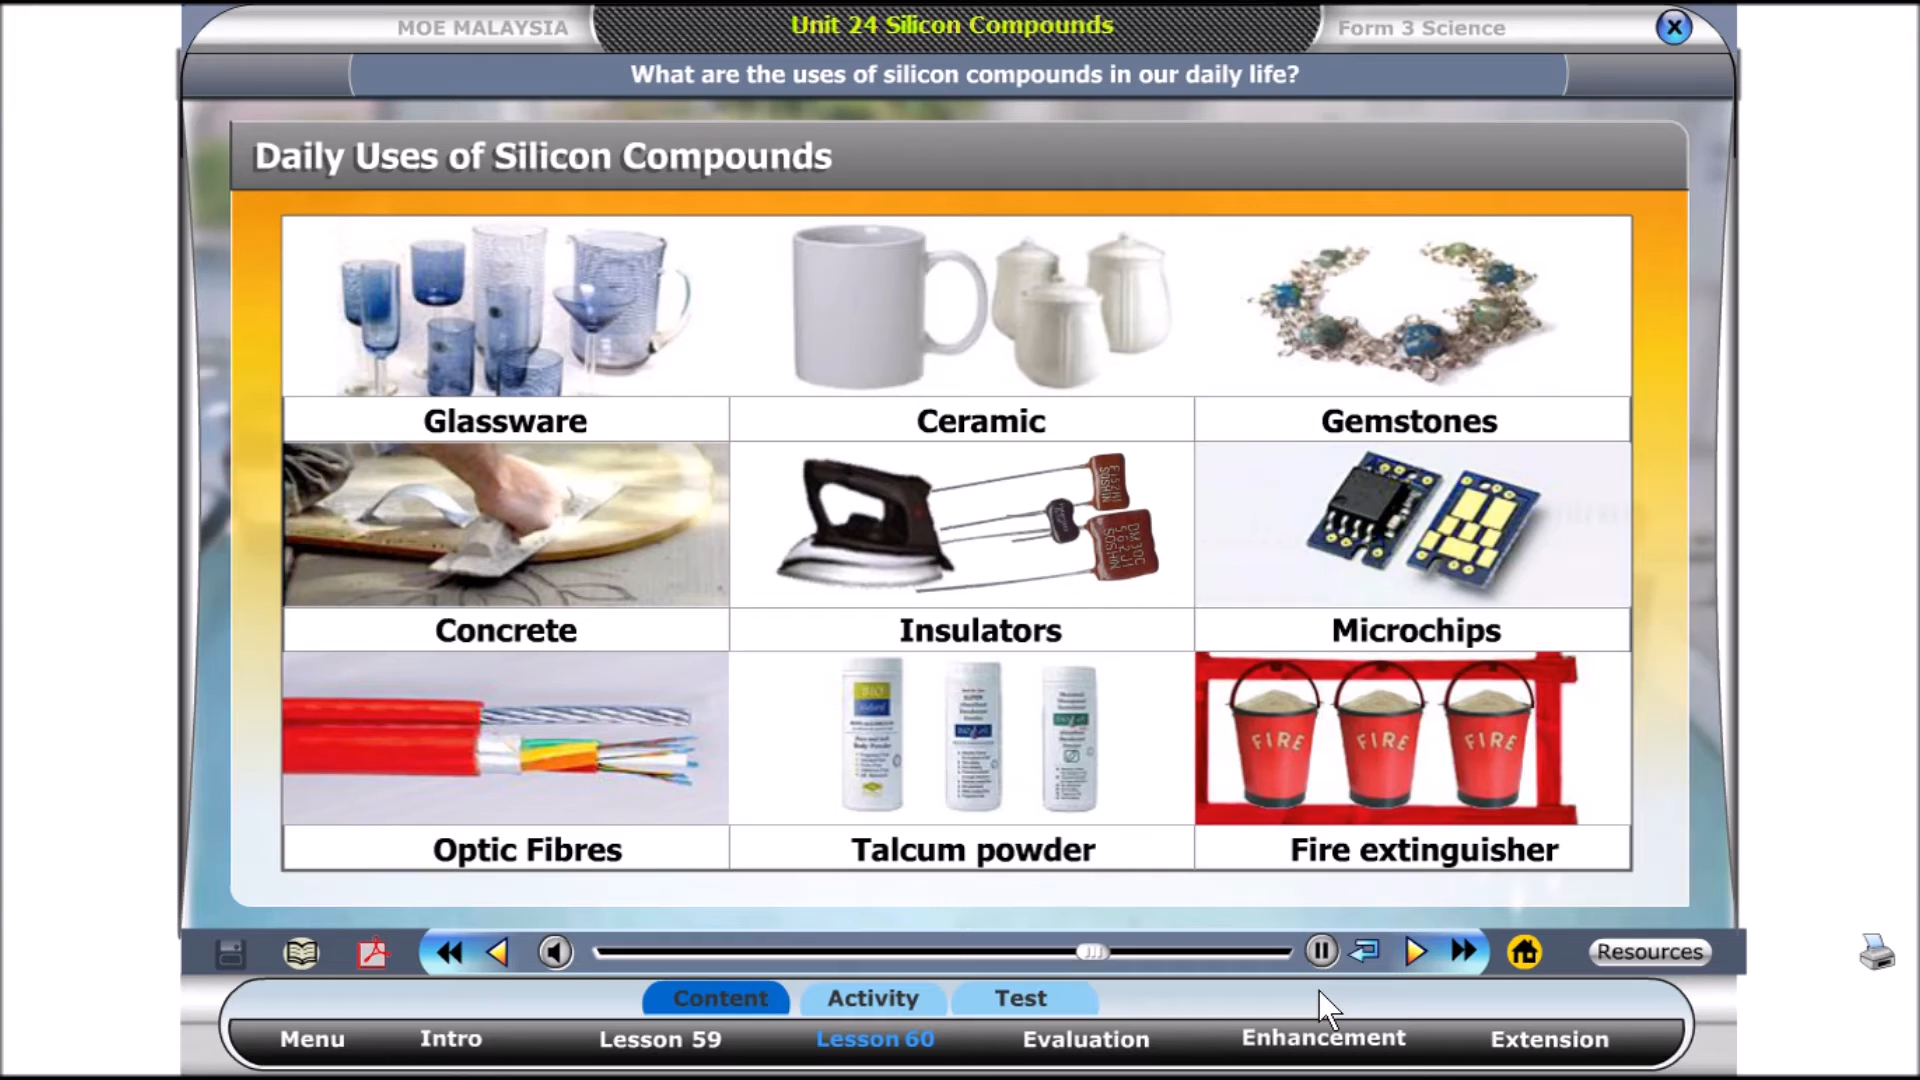 MOE MALAYSIA
Unit 24 Silicon Compounds
Form 3 Science
What are the uses of silicon compounds in our daily life?
Daily Uses of Silicon Compounds
Glassware
Ceramic
Gemstones
Concrete
Insulators
Microchips
BIO
FIRE
FIRE
FIRE
Optic Fibres
Talcum powder
Fire extinguisher
Resources
Content
Activity
Test
Menu
Intro
Lesson 59
Lesson 60
Evaluation
Enhancement
Extension